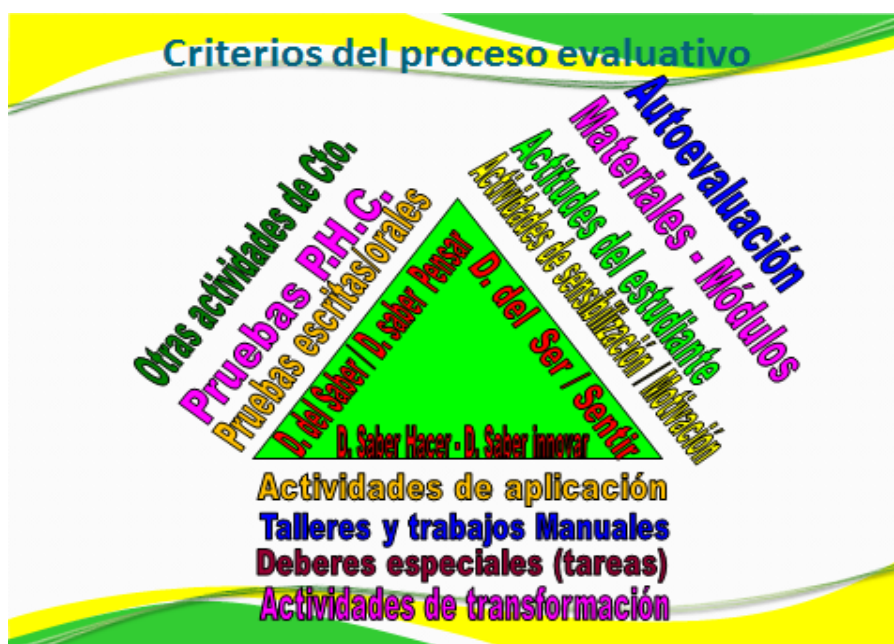 Criterios del proceso evaluativo
Otras actividades de Cto.
Pruebas P.H.C.
Pruebas escritas/orales
D. del Saber / D. saber Pensar
Autoevaluación
Materiales - Módulos
Actitudes del estudiante
Actividades de sensibilización / Motivación
D. del Ser / Sentir
D. Saber Hacer - D. Saber innovar
Actividades de aplicación
Talleres y trabajos Manuales
Deberes especiales (tareas)
Actividades de transformación